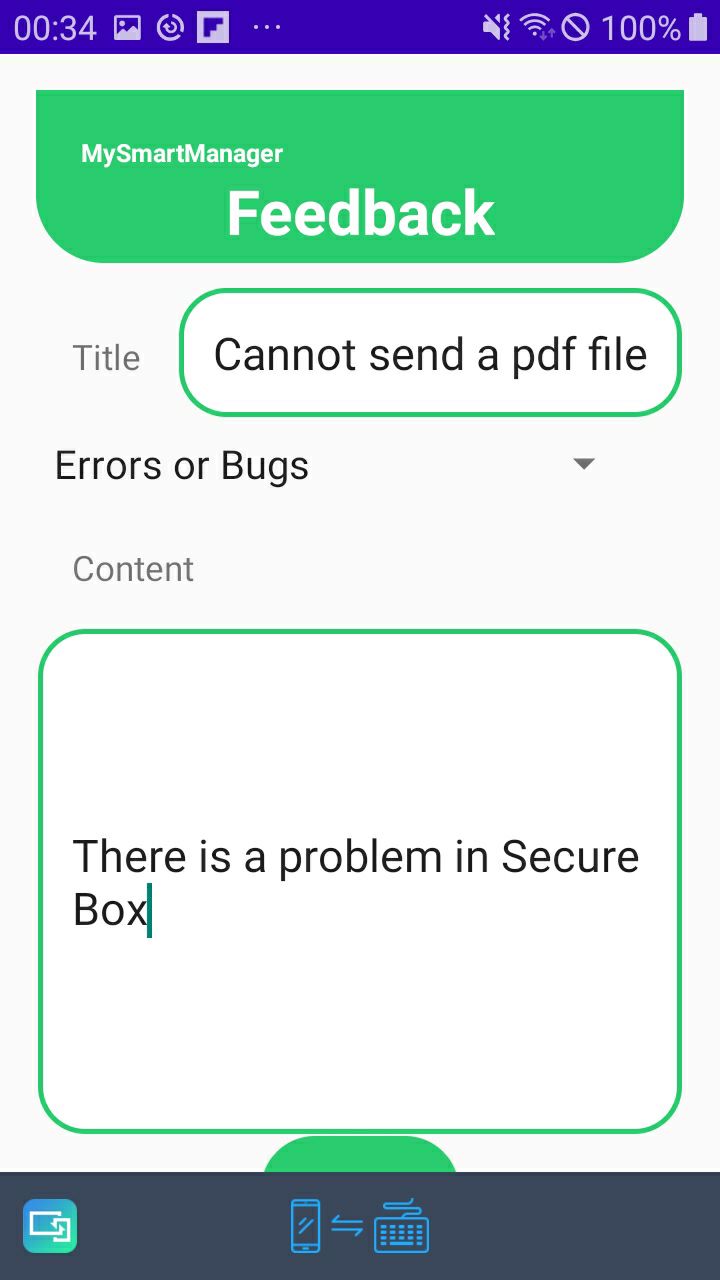 00:34 ... 100%
MySmartManager
Feedback
Title
Cannot send a pdf file
Errors or Bugs
Content
There is a problem in Secure
Box